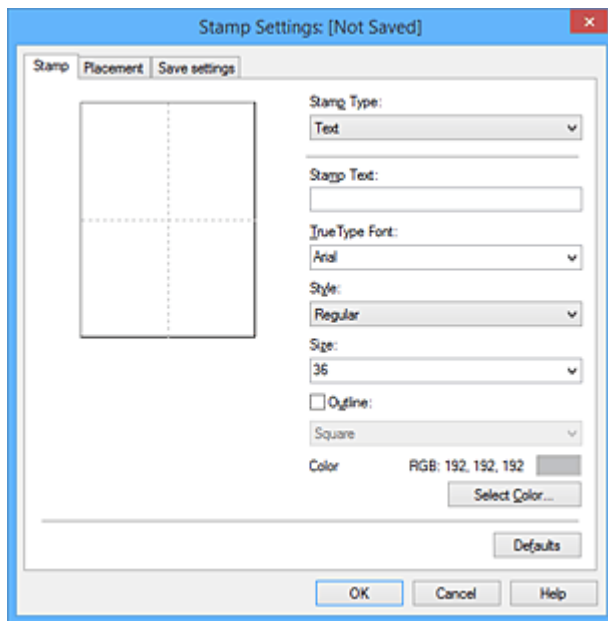 Stamp Settings: [Not Saved]
Stamp Placement Save settings
Stamp Type:
Text
Stamp Text:
TrueType Font:
Arial
Style:
Regular
Size:
36
Outline:
Square
Color RGB: 192, 192, 192
Select Color...
Defaults
OK Cancel Help